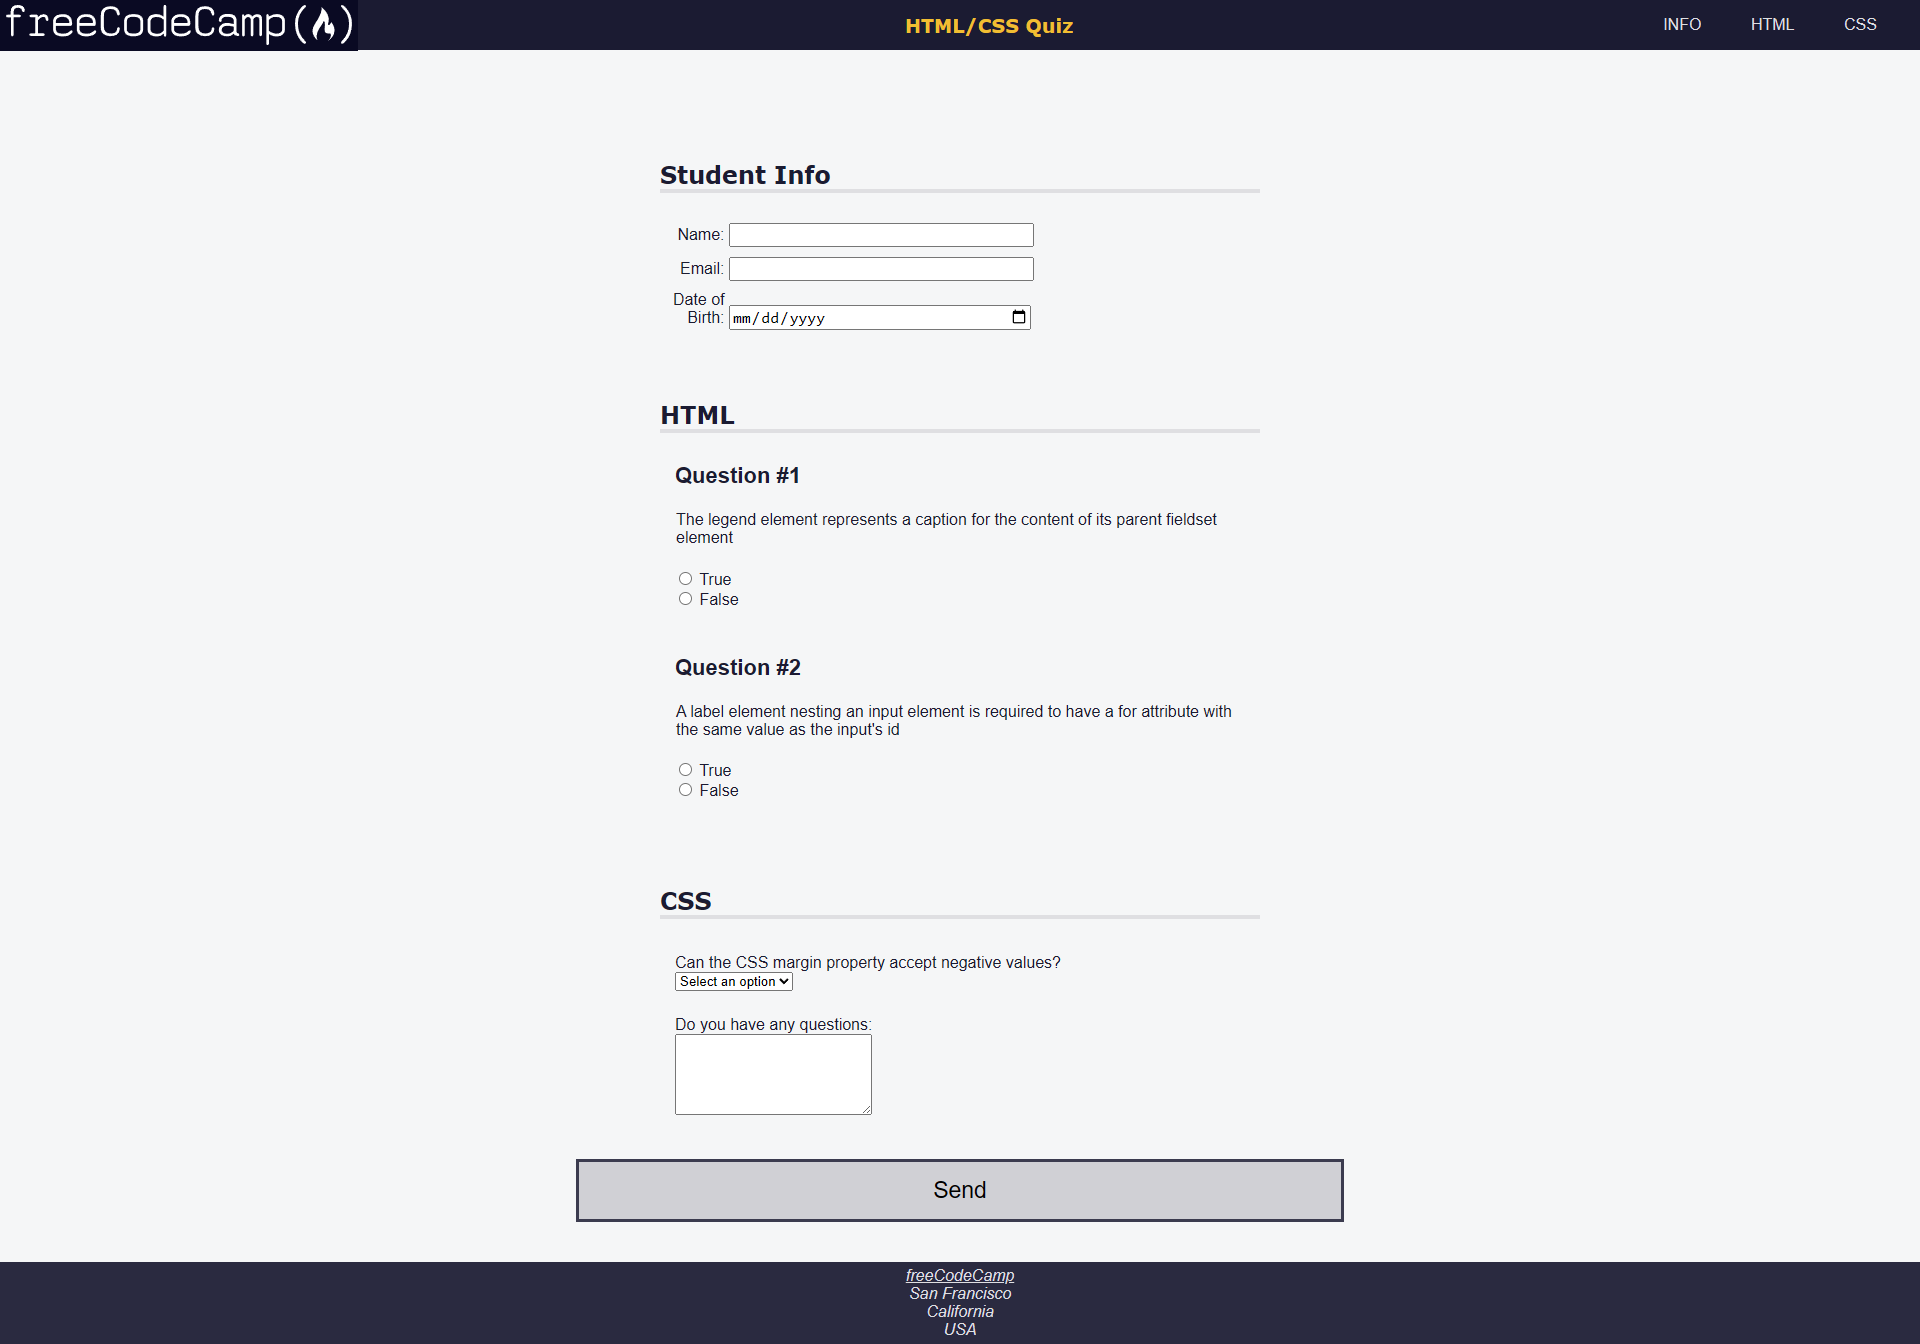 freeCodeCamp
HTML/CSS Quiz
INFO
HTML
CSS
Student Info
Name:
Email:
Date of
Birth:
mm/dd/yyyy
HTML
Question #1
The legend element represents a caption for the content of its parent fieldset
element
True
False
Question #2
A label element nesting an input element is required to have a for attribute with
the same value as the input's id
True
False
CSS
Can the CSS margin property accept negative values?
Select an option
Do you have any questions:
Send
freeCodeCamp
San Francisco
California
USA